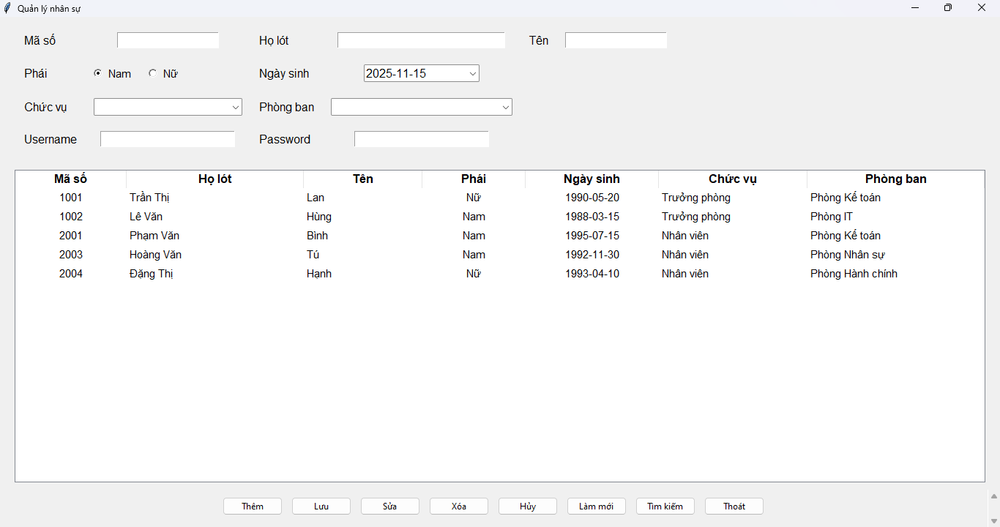 Quản lý nhân sự
Mã số Họ lót Tên
Phái Nam Nữ Ngày sinh 2025-11-15
Chức vụ Phòng ban
Username Password
Mã số Họ lót Tên Phái Ngày sinh Chức vụ Phòng ban
1001 Trần Thị Lan Nữ 1990-05-20 Trưởng phòng Phòng Kế toán
1002 Lê Văn Hùng Nam 1988-03-15 Trưởng phòng Phòng IT
2001 Phạm Văn Bình Nam 1995-07-15 Nhân viên Phòng Kế toán
2003 Hoàng Văn Tú Nam 1992-11-30 Nhân viên Phòng Nhân sự
2004 Đặng Thị Hạnh Nữ 1993-04-10 Nhân viên Phòng Hành chính
Thêm Lưu Sửa Xóa Hủy Làm mới Tìm kiếm Thoát